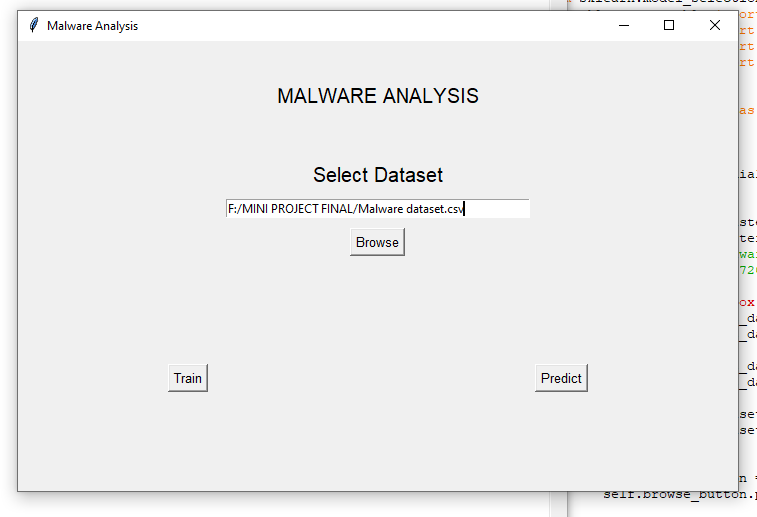 Malware Analysis
MALWARE ANALYSIS
Select Dataset
F:/MINI PROJECT FINAL/Malware dataset.csv
Browse
Train
Predict
self.browse_button.